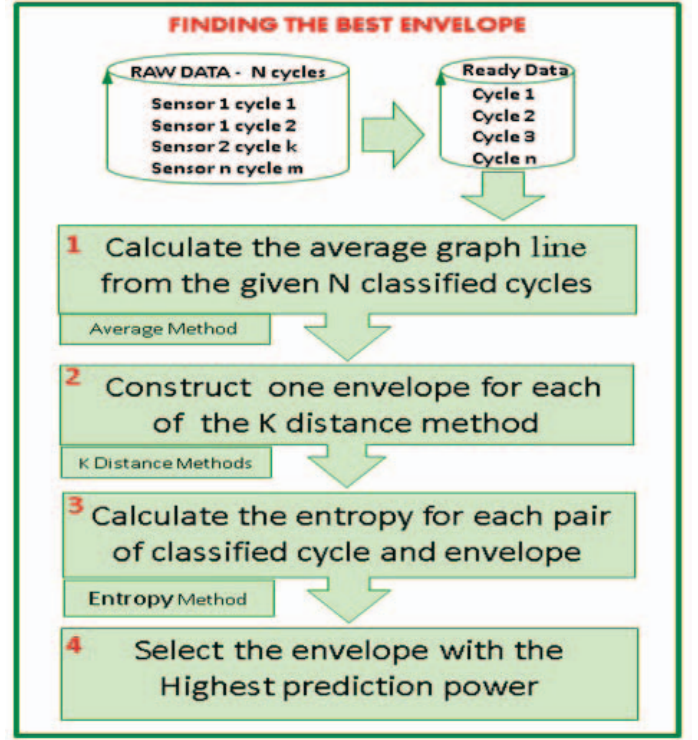 FINDING THE BEST ENVELOPE
RAW DATA - N cycles
Sensor 1 cycle 1
Sensor 1 cycle 2
Sensor 2 cycle k
Sensor n cycle m
Ready Data
Cycle 1
Cycle 2
Cycle 3
Cycle n
1 Calculate the average graph line
from the given N classified cycles
Average Method
2 Construct one envelope for each
of the K distance method
K Distance Methods
3 Calculate the entropy for each pair
of classified cycle and envelope
Entropy Method
4 Select the envelope with the
Highest prediction power